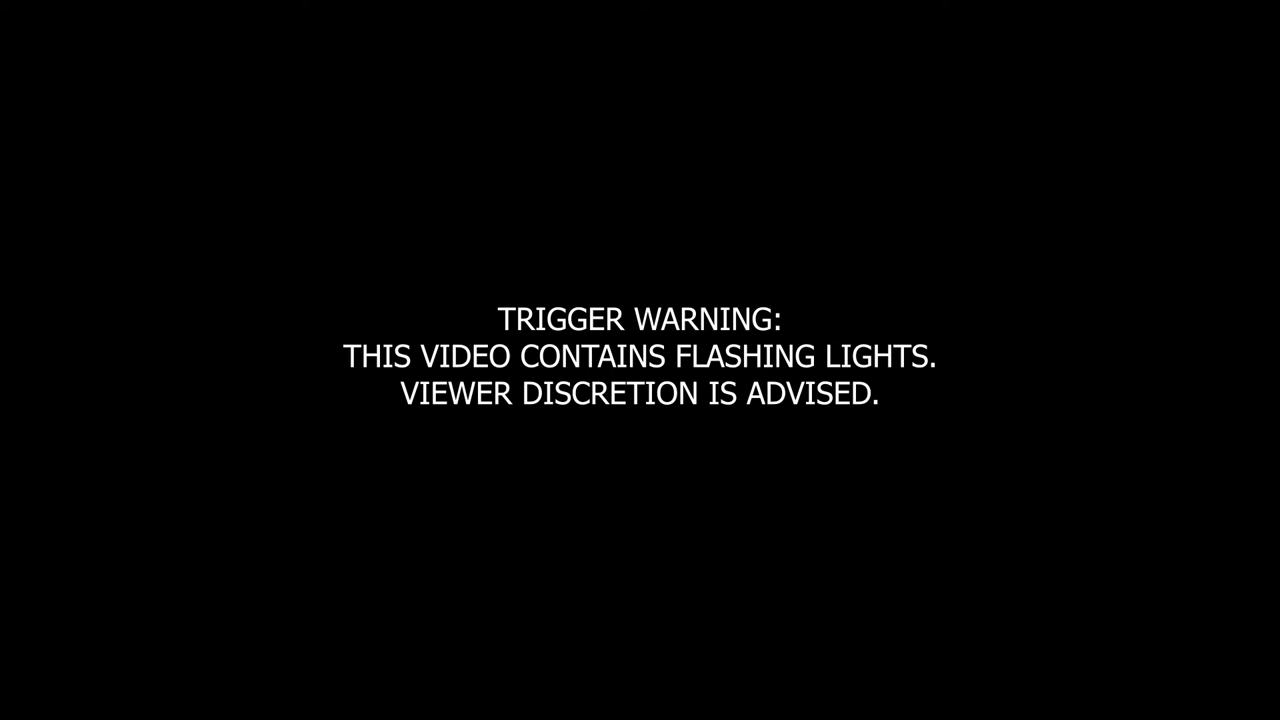 TRIGGER WARNING:
THIS VIDEO CONTAINS FLASHING LIGHTS.
VIEWER DISCRETION IS ADVISED.